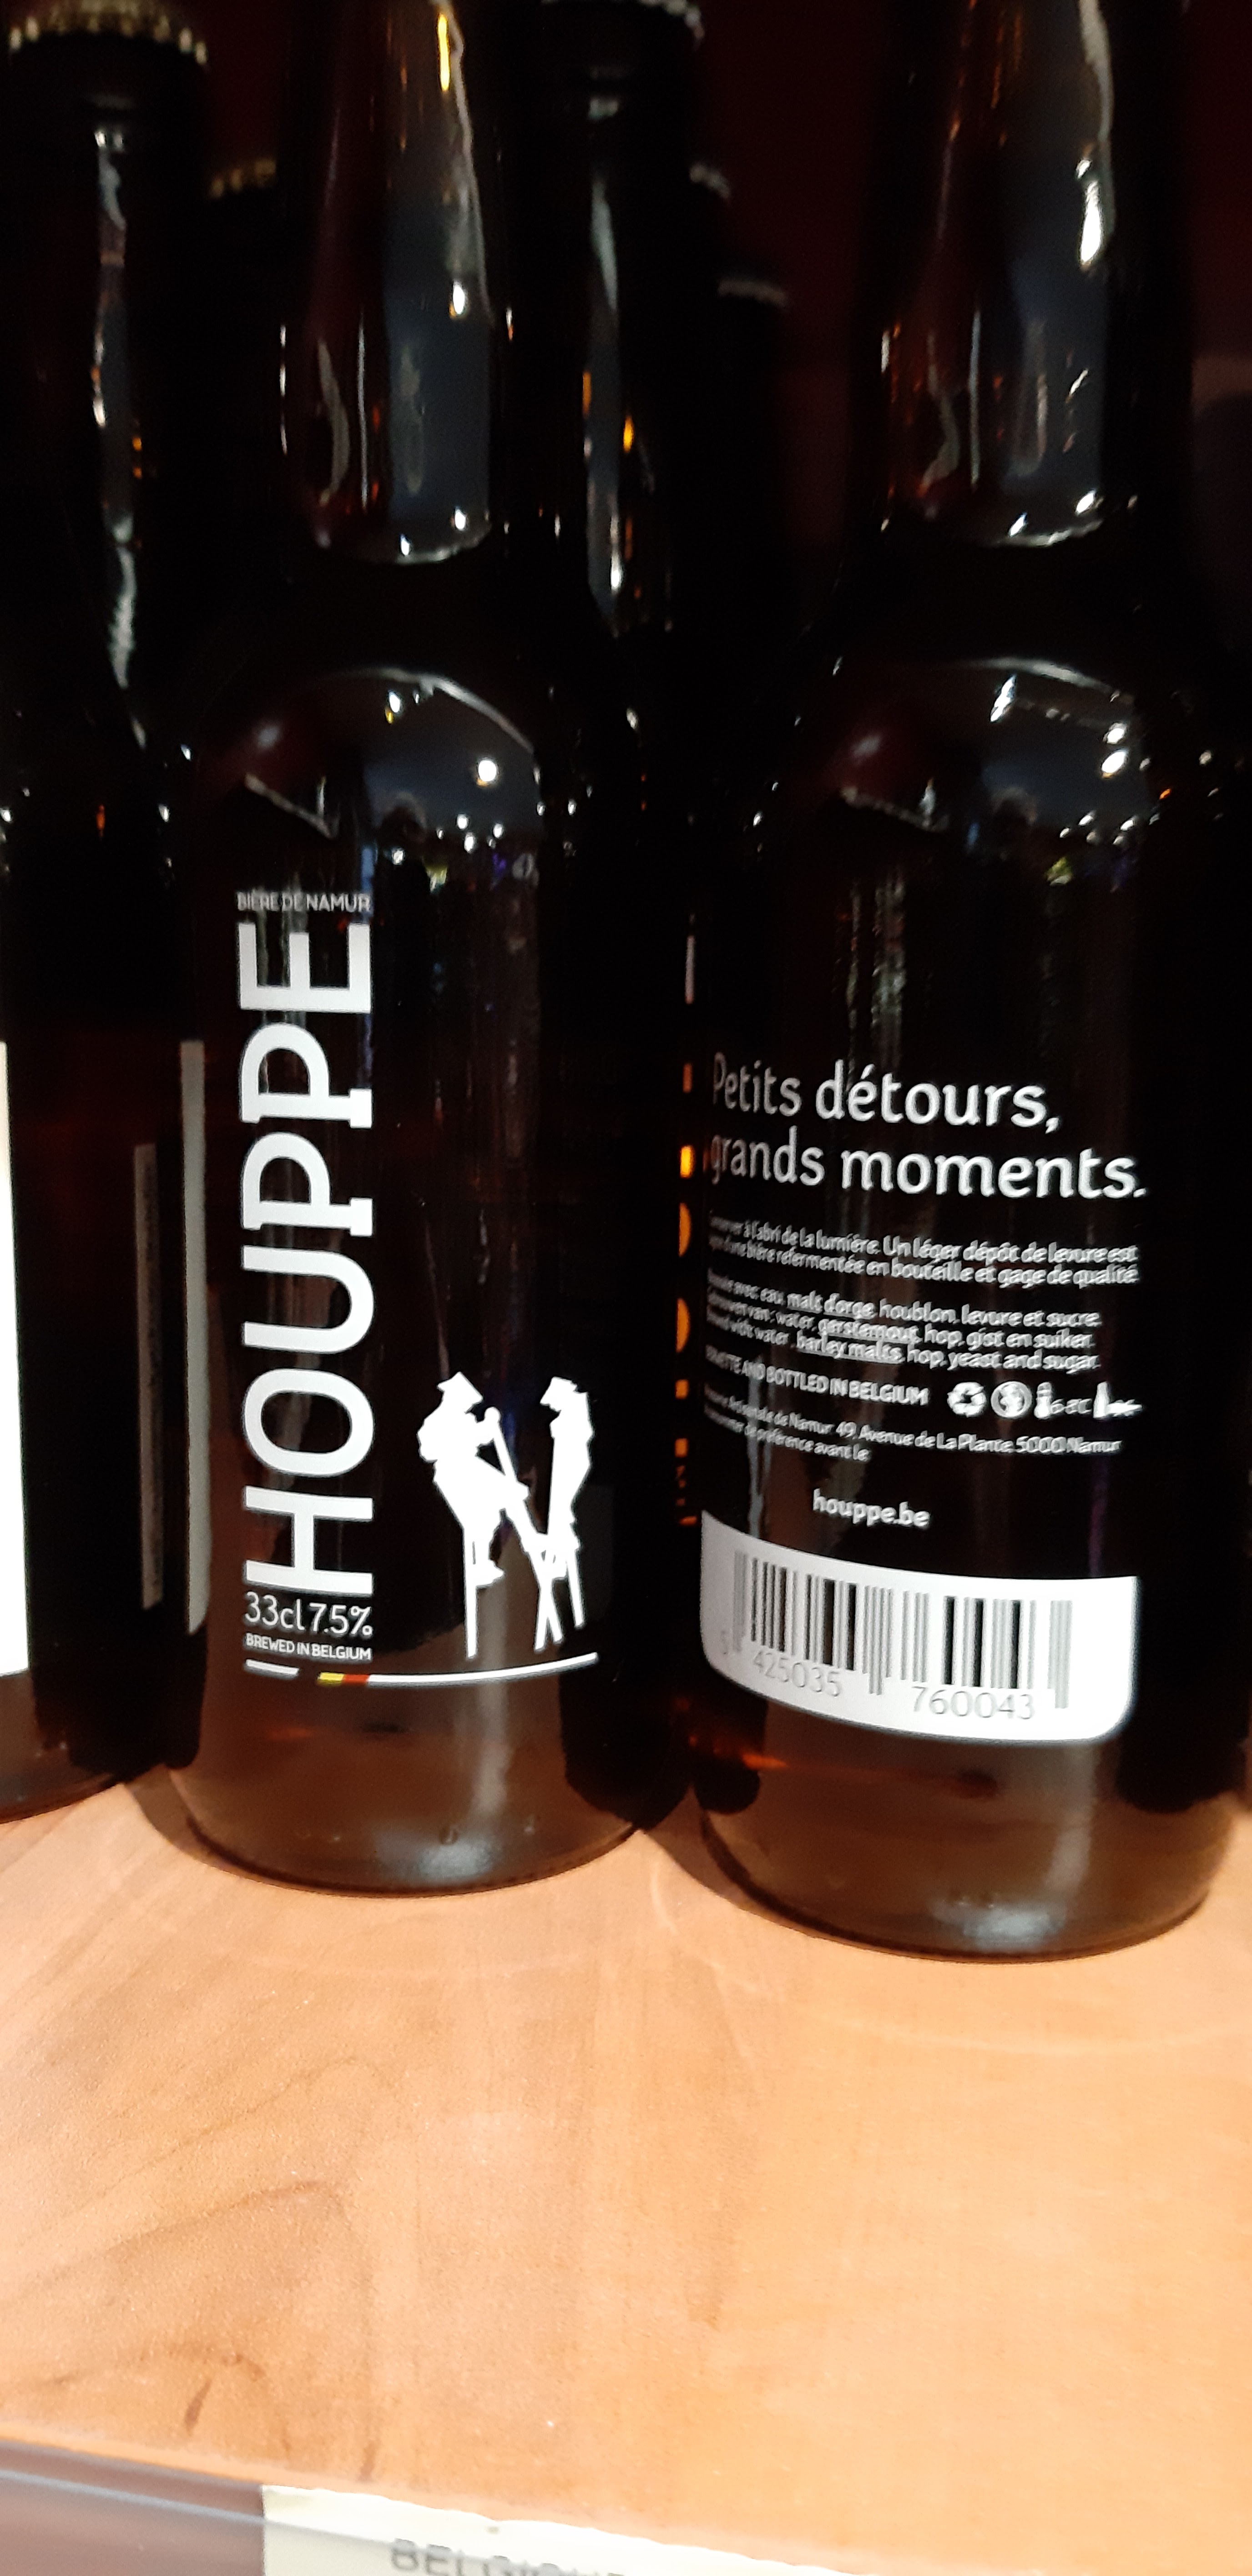 BIÈRE DE NAMUR
HOUPPE
33cl 7.5%
BREWED IN BELGIUM
Petits détours,
grands moments.
à l'abri de la lumière. Un léger dépôt de levure est
d'une bière refermentée en bouteille et gage de qualité.
avec eau, malt d'orge, houblon, levure et sucre.
van: water, gerstemout, hop, gist en suiker.
with: water, barley malts, hop, yeast and sugar.
AND BOTTLED IN BELGIUM
Artisanale de Namur 49, Avenue de La Plante 5000 Namur
de préférence avant le:
houppe.be
5 425035 760043